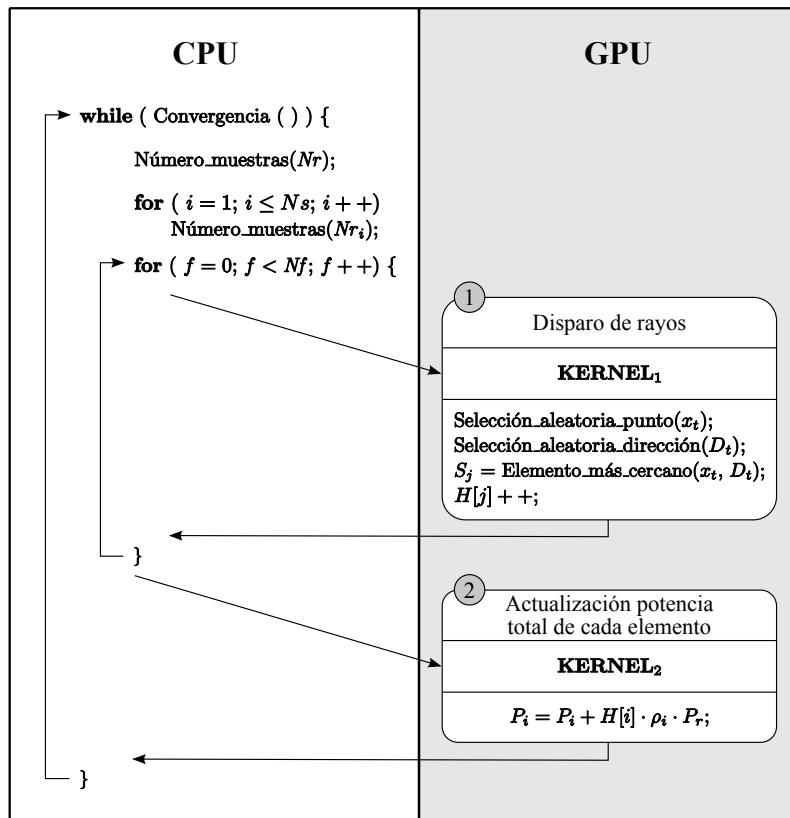 CPU
while ( Convergencia ( ) ) {
Número_muestras(Nr);
for ( i = 1; i ≤ Ns; i + +)
Número_muestras(Nr_i);
for ( f = 0; f < Nf; f + +) {
}
}
GPU
1
Disparo de rayos
KERNEL₁
Selección_aleatoria_punto(x_t);
Selección_aleatoria_dirección(D_t);
S_j = Elemento_más_cercano(x_t, D_t);
H[j] + +;
2
Actualización potencia
total de cada elemento
KERNEL₂
P_i = P_i + H[i] · ρ_i · P_r;